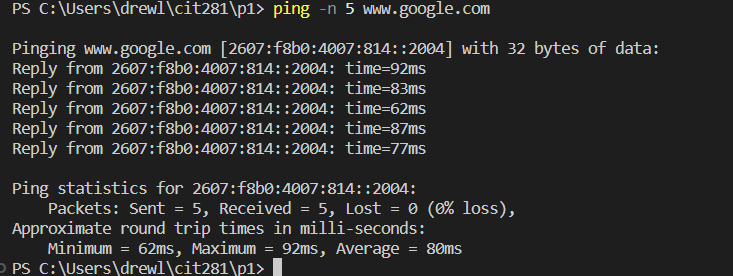 PS C:\Users\drewl\cit281\p1> ping -n 5 www.google.com
Pinging www.google.com [2607:f8b0:4007:814::2004] with 32 bytes of data:
Reply from 2607:f8b0:4007:814::2004: time=92ms
Reply from 2607:f8b0:4007:814::2004: time=83ms
Reply from 2607:f8b0:4007:814::2004: time=62ms
Reply from 2607:f8b0:4007:814::2004: time=87ms
Reply from 2607:f8b0:4007:814::2004: time=77ms
Ping statistics for 2607:f8b0:4007:814::2004:
    Packets: Sent = 5, Received = 5, Lost = 0 (0% loss),
Approximate round trip times in milli-seconds:
    Minimum = 62ms, Maximum = 92ms, Average = 80ms
PS C:\Users\drewl\cit281\p1>